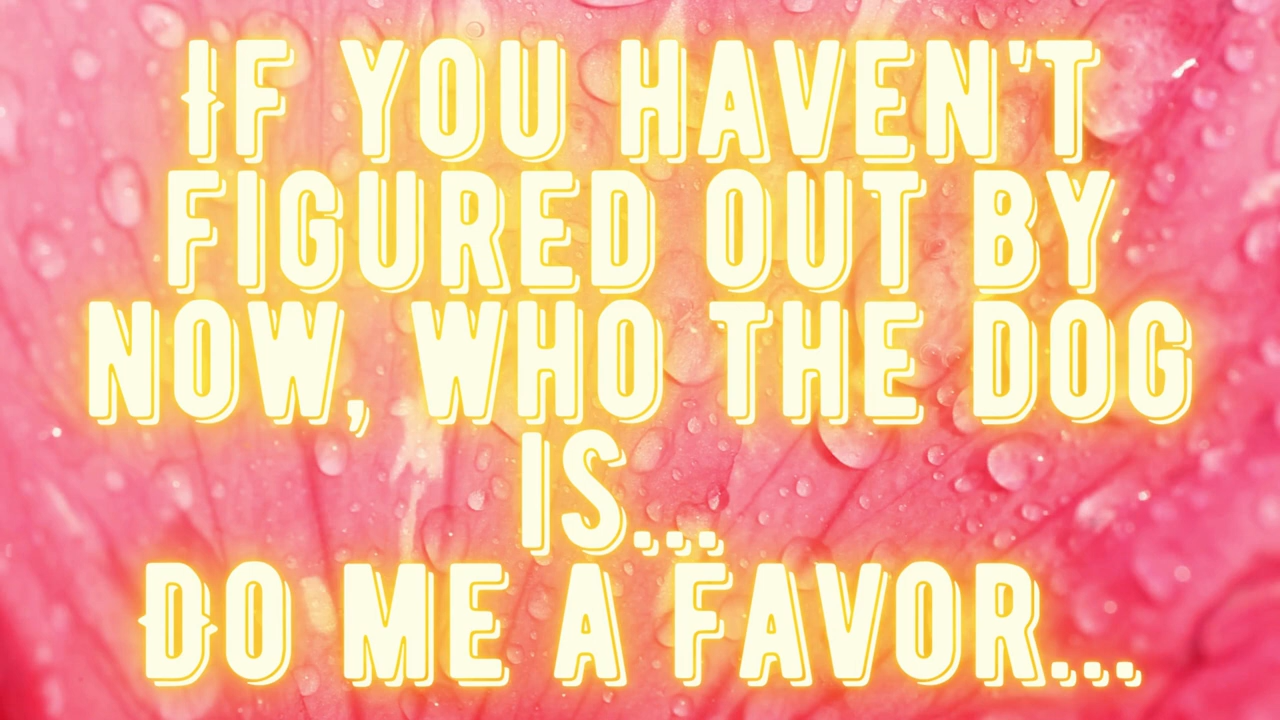 If you haven't
figured out by
now, who the dog
is...
Do me a favor...